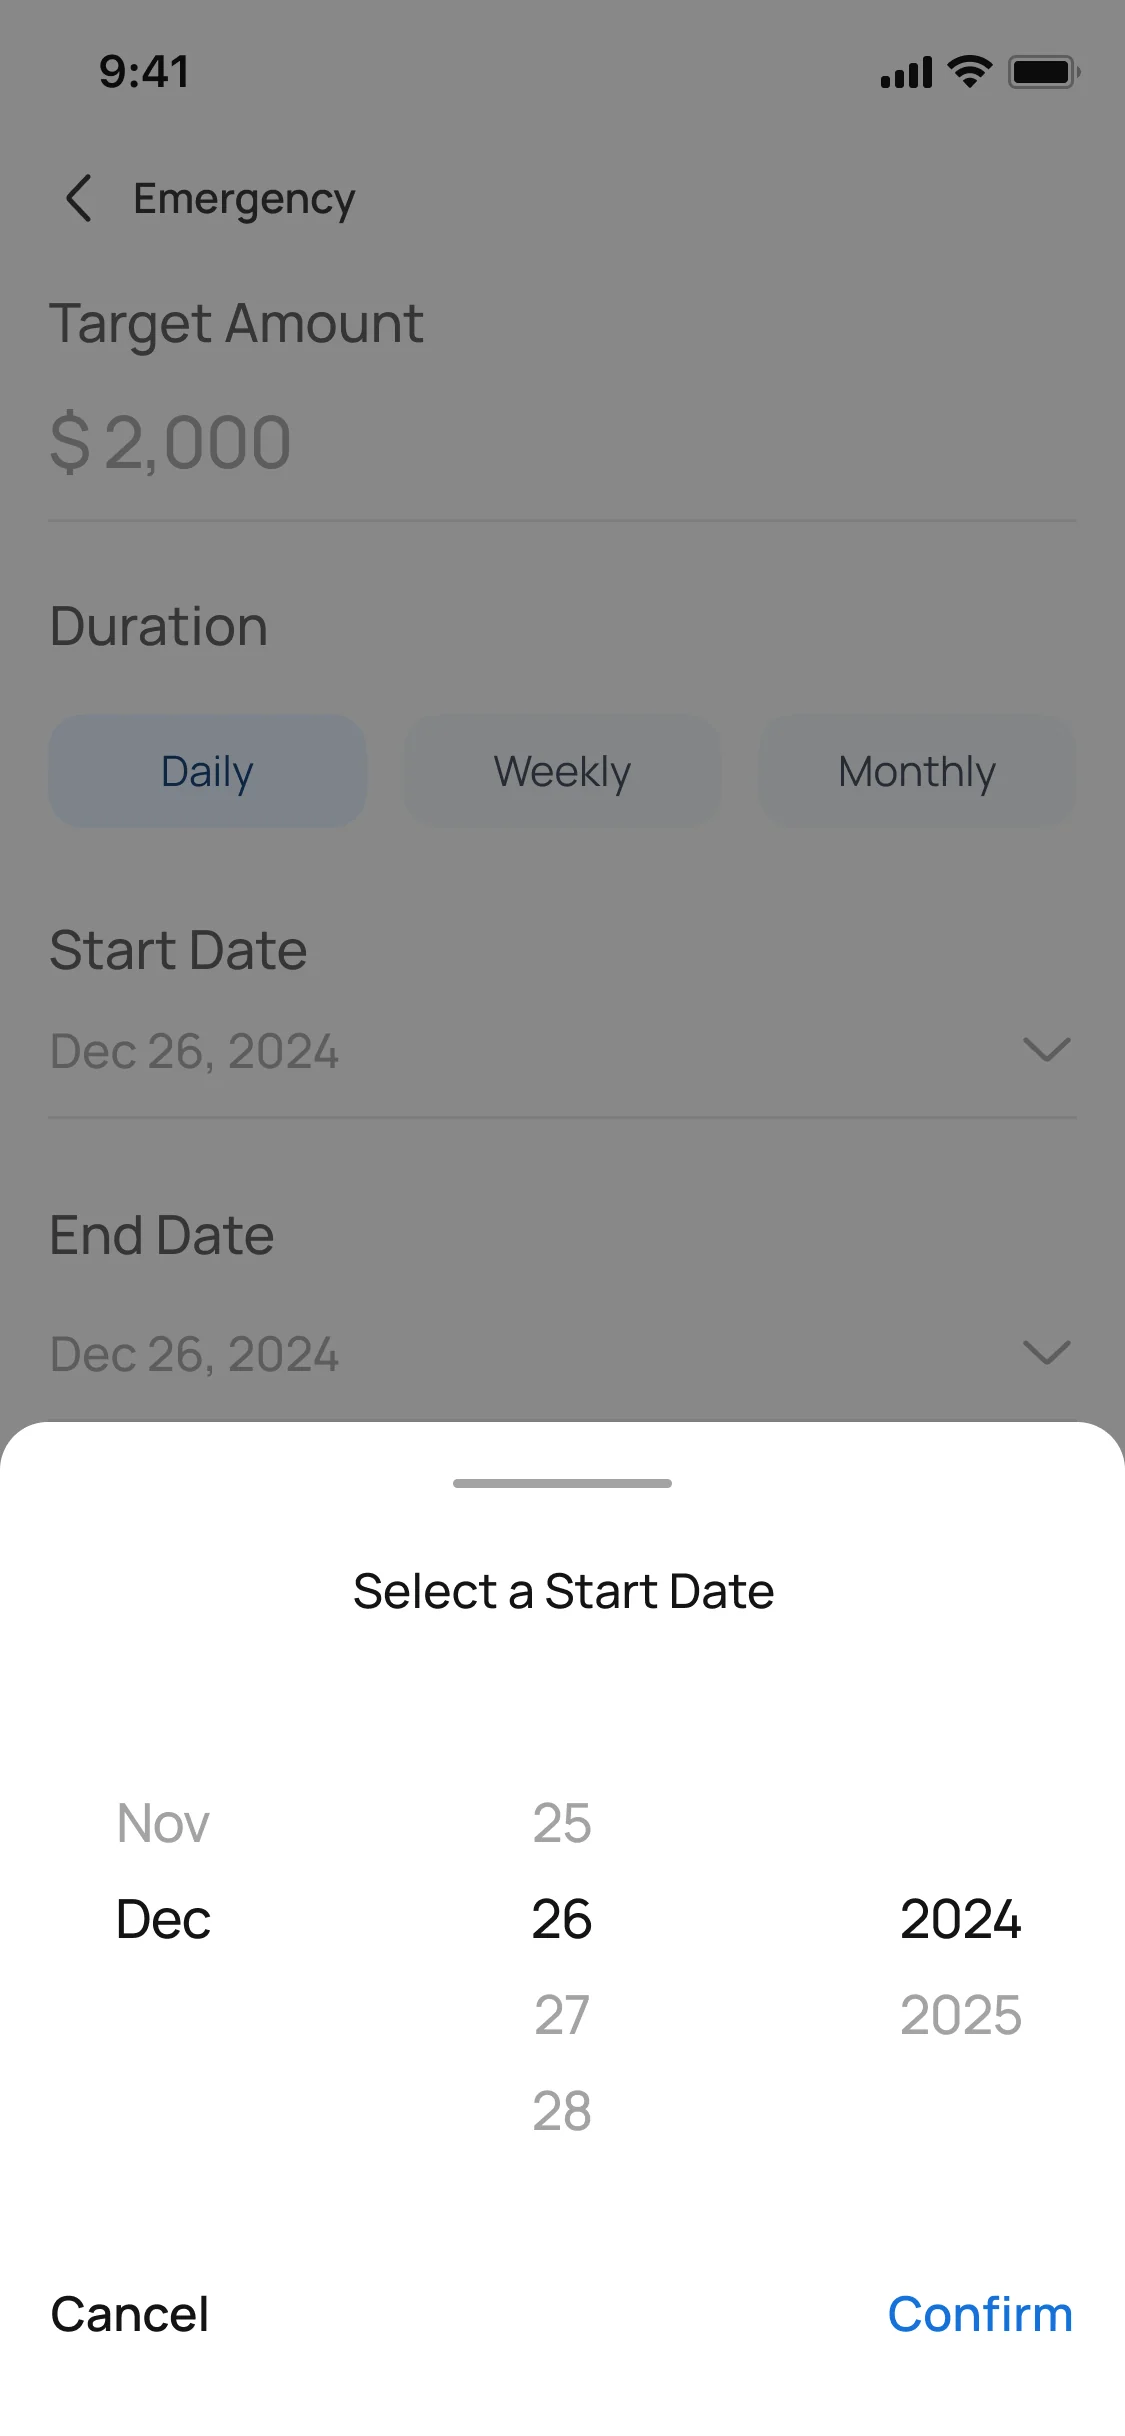 9:41
Emergency
Target Amount
$ 2,000
Duration
Daily Weekly Monthly
Start Date
Dec 26, 2024
End Date
Dec 26, 2024
Select a Start Date
Nov 25
Dec 26 2024
27 2025
28
Cancel Confirm